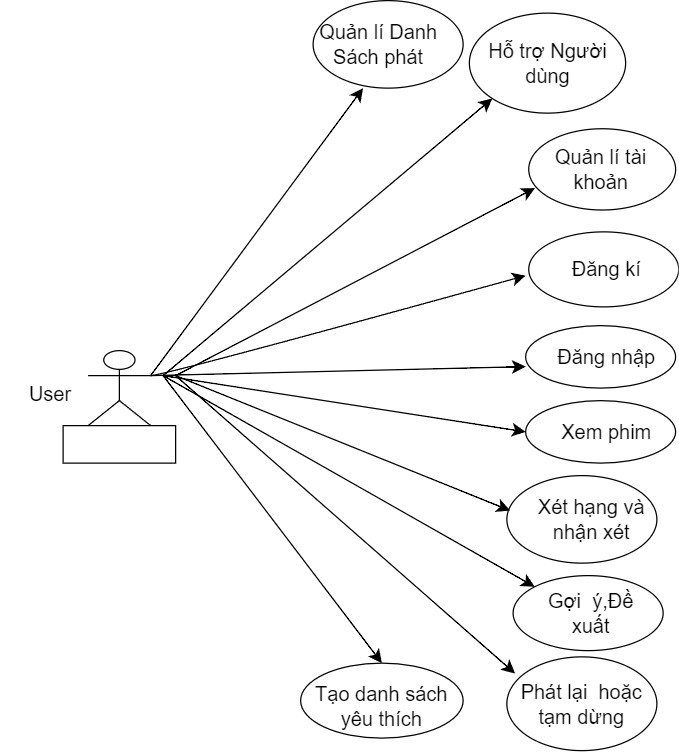 Quản lí Danh
Sách phát
Hỗ trợ Người
dùng
Quản lí tài
khoản
Đăng kí
Đăng nhập
User
Xem phim
Xét hạng và
nhận xét
Gợi ý,Đề
xuất
Tạo danh sách
yêu thích
Phát lại hoặc
tạm dừng